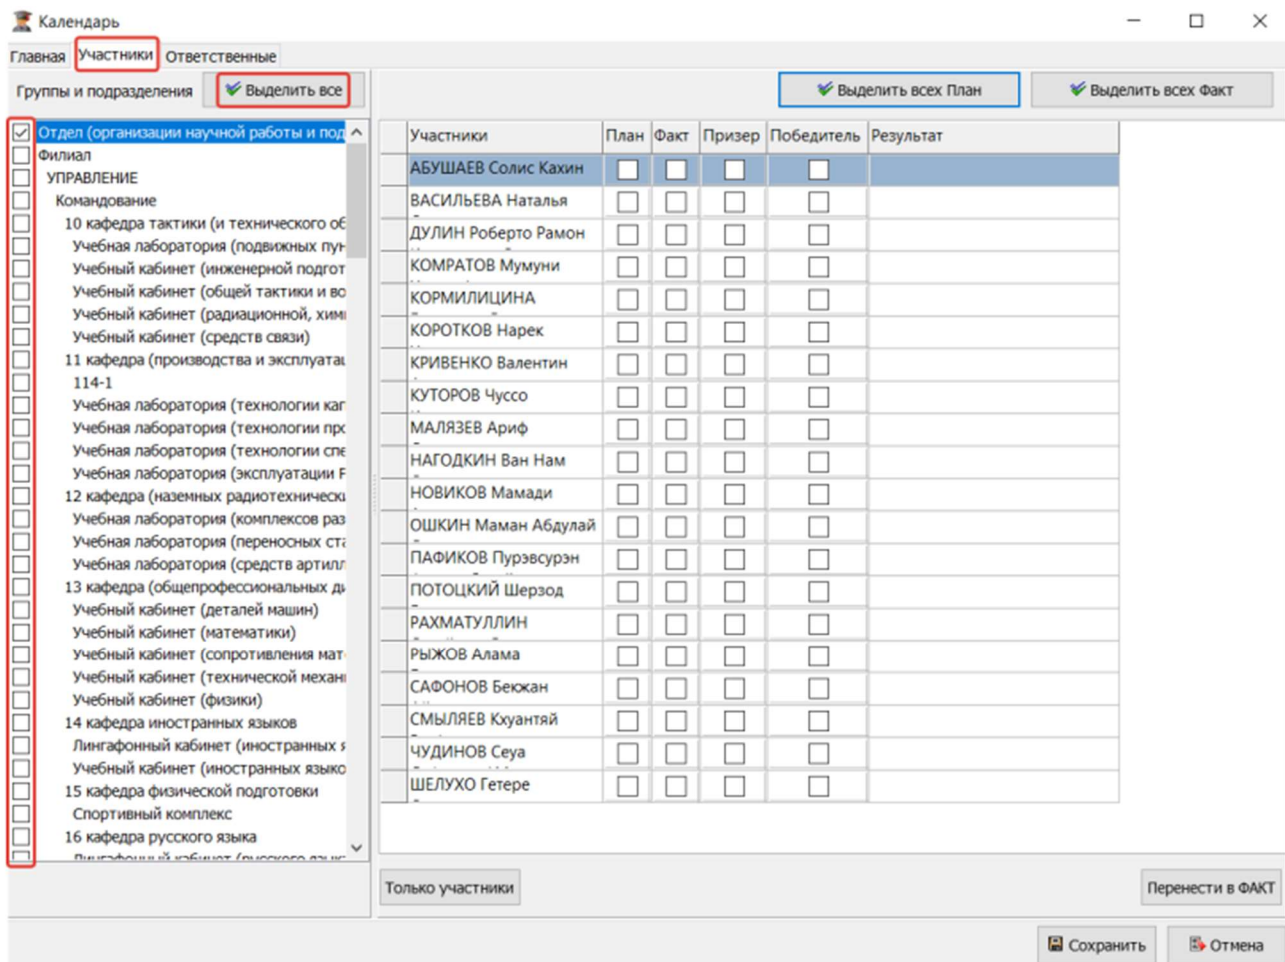 Календарь
Главная Участники Ответственные
Группы и подразделения Выделить все Выделить всех План Выделить всех Факт
Отдел (организации научной работы и под
Филиал
УПРАВЛЕНИЕ
Командование
10 кафедра тактики (и технического об
Учебная лаборатория (подвижных пун
Учебный кабинет (инженерной подгот
Учебный кабинет (общей тактики и во
Учебный кабинет (радиационной, хими
Учебный кабинет (средств связи)
11 кафедра (производства и эксплуатац
114-1
Учебная лаборатория (технологии кап
Учебная лаборатория (технологии про
Учебная лаборатория (технологии спе
Учебная лаборатория (эксплуатации Р
12 кафедра (наземных радиотехнически
Учебная лаборатория (комплексов раз
Учебная лаборатория (переносных ста
Учебная лаборатория (средств артилл
13 кафедра (общепрофессиональных ди
Учебный кабинет (деталей машин)
Учебный кабинет (математики)
Учебный кабинет (сопротивления мат
Учебный кабинет (технической механи
Учебный кабинет (физики)
14 кафедра иностранных языков
Лингафонный кабинет (иностранных я
Учебный кабинет (иностранных языко
15 кафедра физической подготовки
Спортивный комплекс
16 кафедра русского языка
Участники План Факт Призер Победитель Результат
АБУШАЕВ Солис Кахин
ВАСИЛЬЕВА Наталья
ДУЛИН Роберто Рамон
КОМРАТОВ Мумуни
КОРМИЛИЦИНА
КОРОТКОВ Нарек
КРИВЕНКО Валентин
КУТОРОВ Чуссо
МАЛЯЗЕВ Ариф
НАГОДКИН Ван Нам
НОВИКОВ Мамади
ОШКИН Маман Абдулай
ПАФИКОВ Пурэвсурэн
ПОТОЦКИЙ Шерзод
РАХМАТУЛЛИН
РЫЖОВ Алама
САФОНОВ Бекжан
СМЫЛЯЕВ Кхуантяй
ЧУДИНОВ Сеуа
ШЕЛУХО Гетере
Только участники Перенести в ФАКТ
Сохранить Отмена